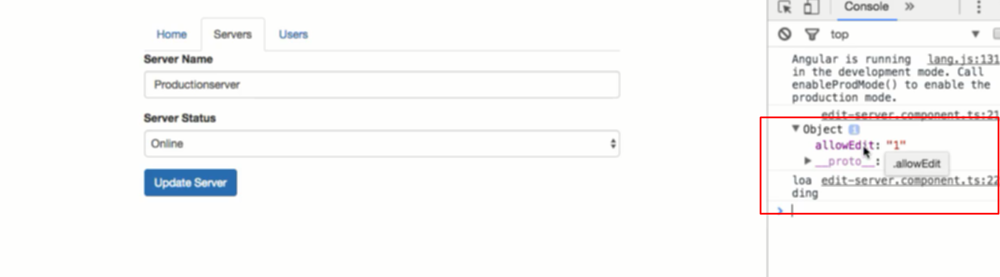 Home Servers Users
Server Name
Productionserver
Server Status
Online
Update Server
Console »
top
Angular is running lang.js:131
in the development mode. Call
enableProdMode() to enable the
production mode.
edit-server.component.ts:21
Object i
allowEdit: "1"
__proto__:
.allowEdit
loa edit-server.component.ts:22
ding